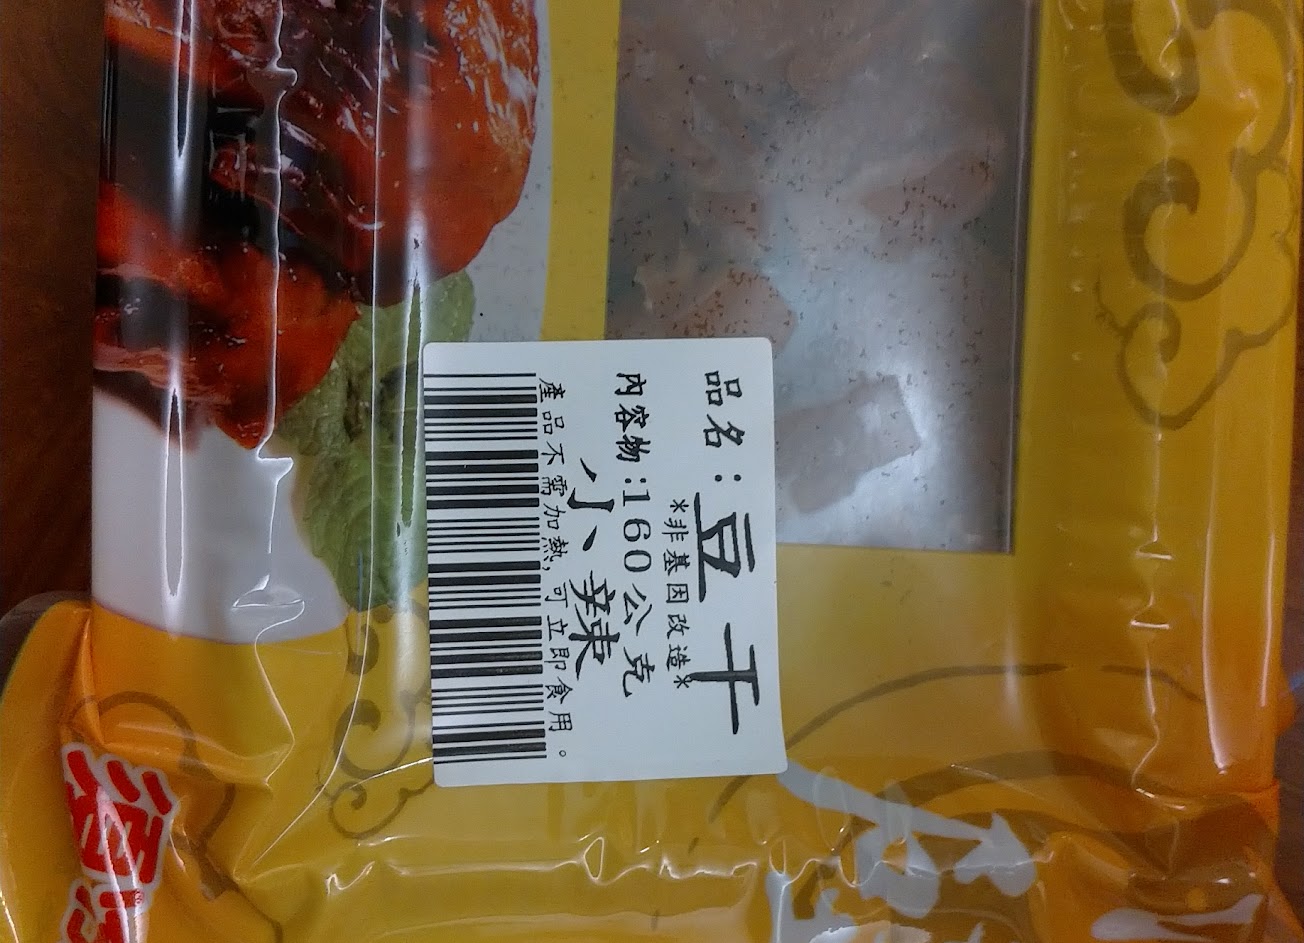 品名：豆干
*非基因改造*
內容物：160公克
小辣
產品不需加熱，可立即食用。